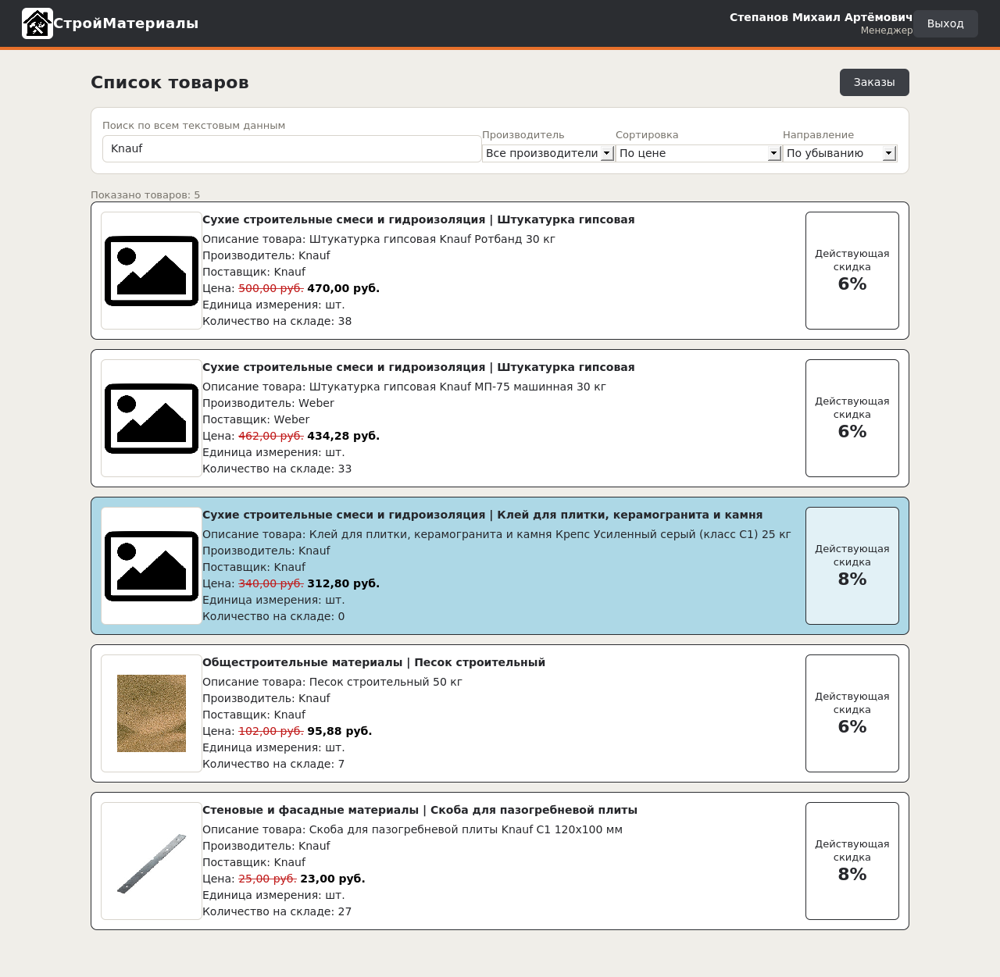 СтройМатериалы
Степанов Михаил Артёмович
Менеджер
Выход
Список товаров
Заказы
Поиск по всем текстовым данным
Knauf
Производитель
Все производители
Сортировка
По цене
Направление
По убыванию
Показано товаров: 5
Сухие строительные смеси и гидроизоляция | Штукатурка гипсовая
Описание товара: Штукатурка гипсовая Knauf Ротбанд 30 кг
Производитель: Knauf
Поставщик: Knauf
Цена: 500,00 руб. 470,00 руб.
Единица измерения: шт.
Количество на складе: 38
Действующая
скидка
6%
Сухие строительные смеси и гидроизоляция | Штукатурка гипсовая
Описание товара: Штукатурка гипсовая Knauf МП-75 машинная 30 кг
Производитель: Weber
Поставщик: Weber
Цена: 462,00 руб. 434,28 руб.
Единица измерения: шт.
Количество на складе: 33
Действующая
скидка
6%
Сухие строительные смеси и гидроизоляция | Клей для плитки, керамогранита и камня
Описание товара: Клей для плитки, керамогранита и камня Крепс Усиленный серый (класс С1) 25 кг
Производитель: Knauf
Поставщик: Knauf
Цена: 340,00 руб. 312,80 руб.
Единица измерения: шт.
Количество на складе: 0
Действующая
скидка
8%
Общестроительные материалы | Песок строительный
Описание товара: Песок строительный 50 кг
Производитель: Knauf
Поставщик: Knauf
Цена: 102,00 руб. 95,88 руб.
Единица измерения: шт.
Количество на складе: 7
Действующая
скидка
6%
Стеновые и фасадные материалы | Скоба для пазогребневой плиты
Описание товара: Скоба для пазогребневой плиты Knauf С1 120х100 мм
Производитель: Knauf
Поставщик: Knauf
Цена: 25,00 руб. 23,00 руб.
Единица измерения: шт.
Количество на складе: 27
Действующая
скидка
8%